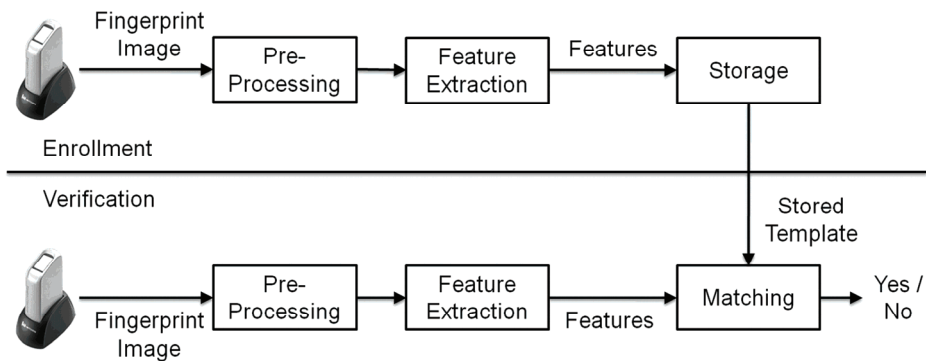 Fingerprint
Image
Pre-
Processing
Feature
Extraction
Features
Storage
Enrollment
Verification
Stored
Template
Fingerprint
Image
Pre-
Processing
Feature
Extraction
Features
Matching
Yes /
No